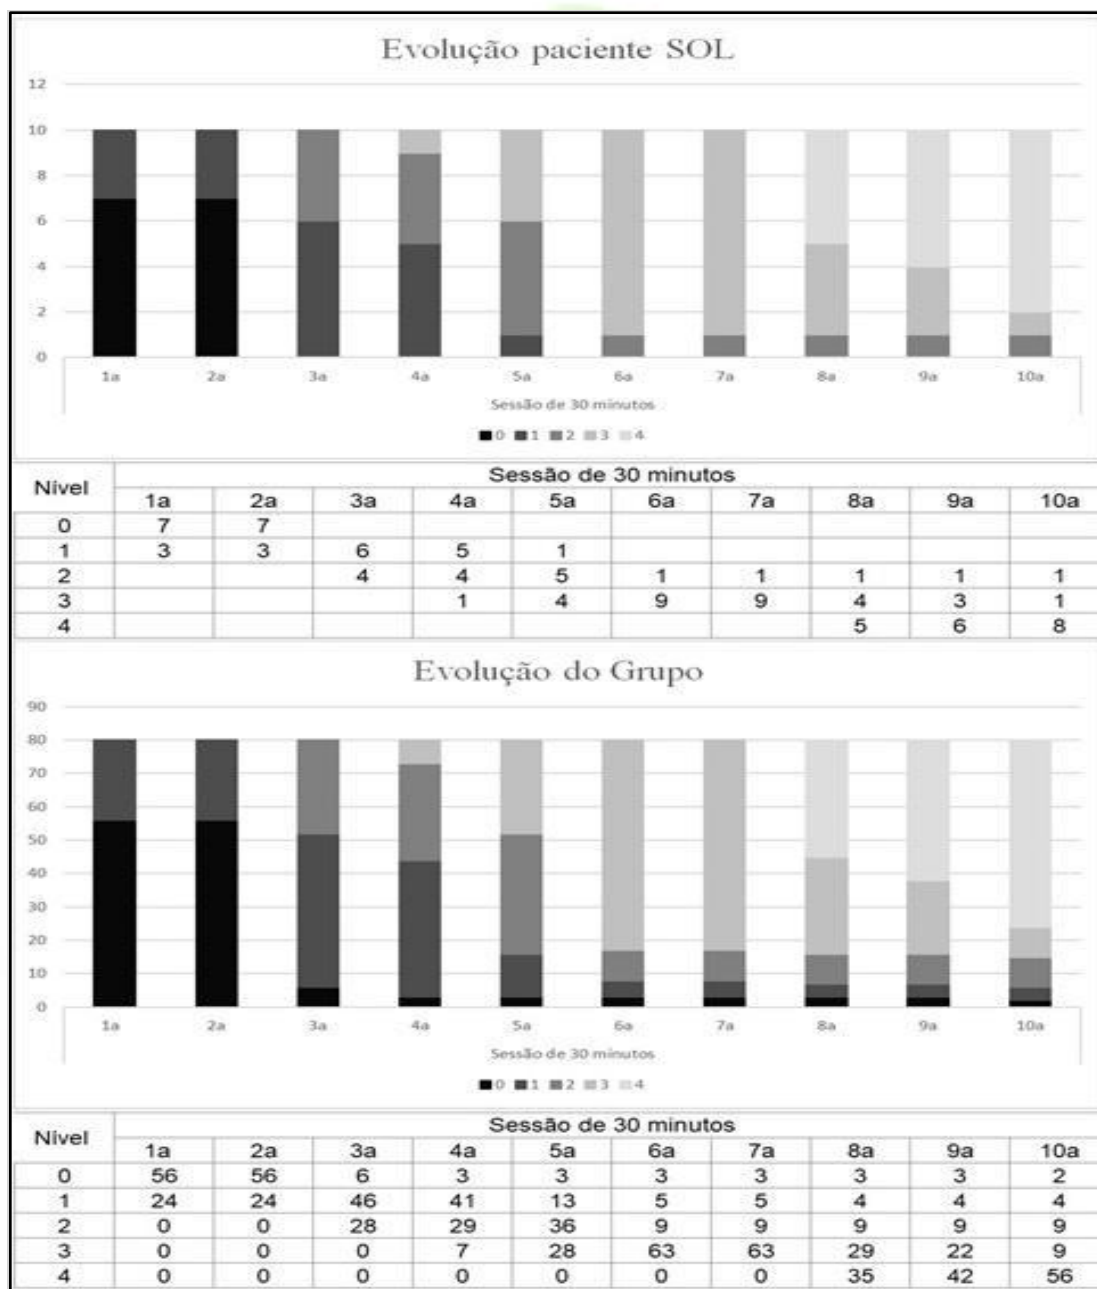 Evolução paciente SOL
12
10
8
6
4
2
0
1a 2a 3a 4a 5a 6a 7a 8a 9a 10a
Sessão de 30 minutos
0 1 2 3 4
Nível Sessão de 30 minutos
1a 2a 3a 4a 5a 6a 7a 8a 9a 10a
0 7 7
1 3 3 6 5 1
2 4 4 5 1 1 1 1 1
3 1 4 9 9 4 3 1
4 5 6 8
Evolução do Grupo
90
80
70
60
50
40
30
20
10
0
1a 2a 3a 4a 5a 6a 7a 8a 9a 10a
Sessão de 30 minutos
0 1 2 3 4
Nível Sessão de 30 minutos
1a 2a 3a 4a 5a 6a 7a 8a 9a 10a
0 56 56 6 3 3 3 3 3 3 2
1 24 24 46 41 13 5 5 4 4 4
2 0 0 28 29 36 9 9 9 9 9
3 0 0 0 7 28 63 63 29 22 9
4 0 0 0 0 0 0 0 35 42 56